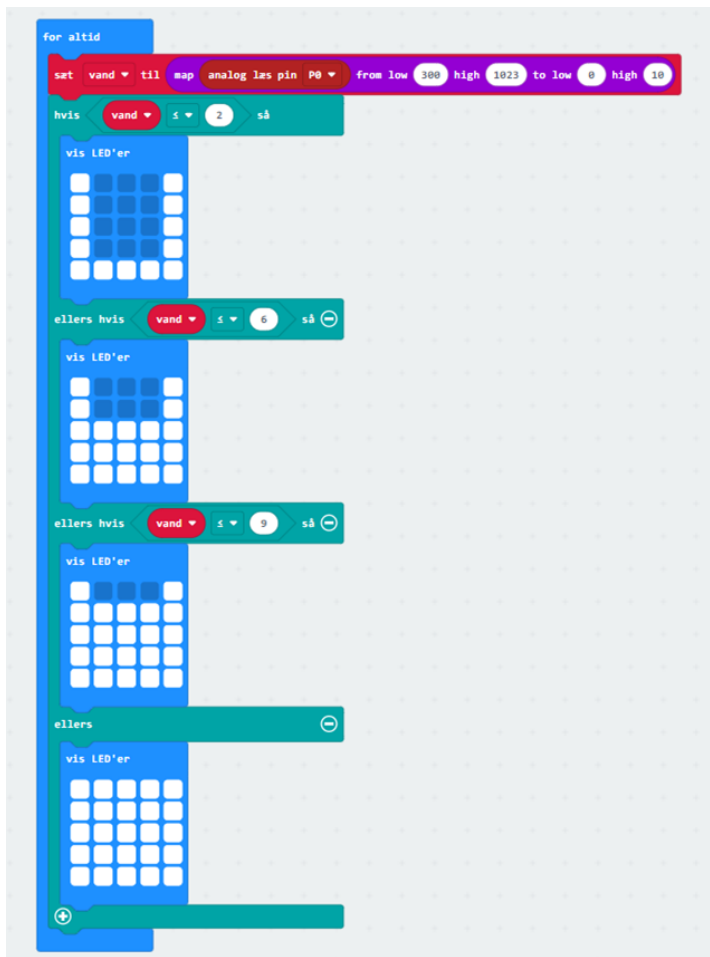 for altid
sæt vand til map analog læs pin P0 from low 300 high 1023 to low 0 high 10
hvis vand ≤ 2 så
vis LED'er
ellers hvis vand ≤ 6 så
vis LED'er
ellers hvis vand ≤ 9 så
vis LED'er
ellers
vis LED'er